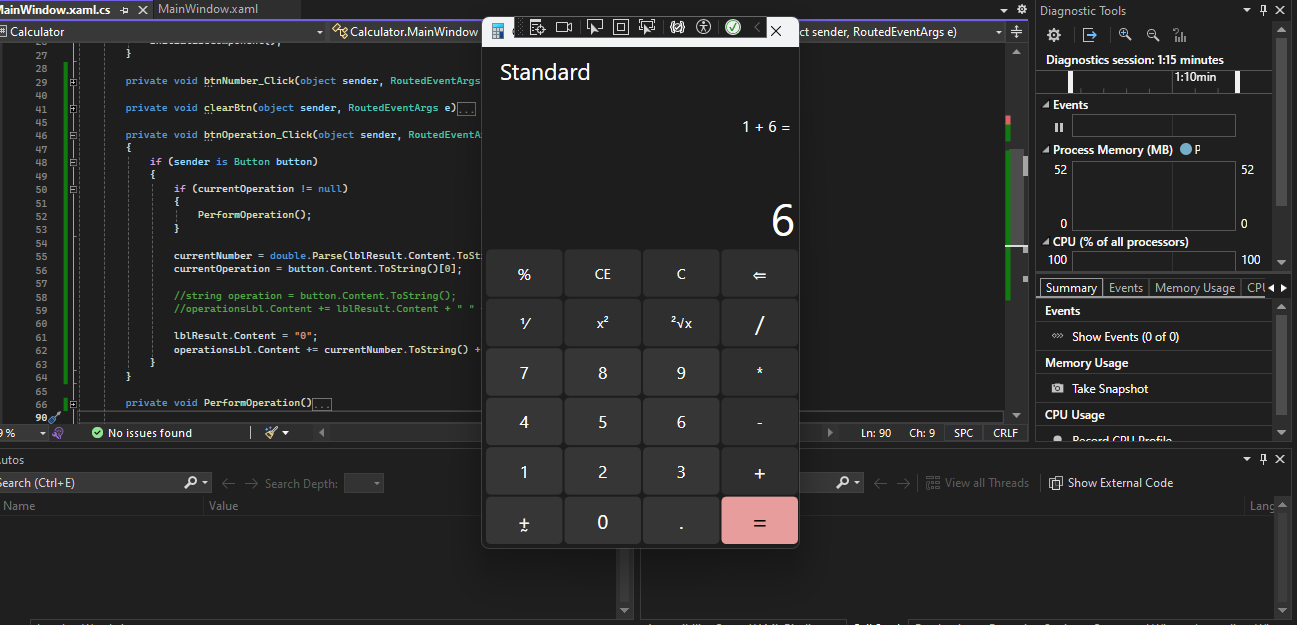 MainWindow.xaml.cs
MainWindow.xaml
Calculator
Calculator.MainWindow
ct sender, RoutedEventArgs e)
27 }
28
29 private void btnNumber_Click(object sender, RoutedEventArgs
40
41 private void clearBtn(object sender, RoutedEventArgs e)...
45
46 private void btnOperation_Click(object sender, RoutedEventA
47 {
48 if (sender is Button button)
49 {
50 if (currentOperation != null)
51 {
52 PerformOperation();
53 }
54
55 currentNumber = double.Parse(lblResult.Content.ToSt
56 currentOperation = button.Content.ToString()[0];
57
58 //string operation = button.Content.ToString();
59 //operationsLbl.Content += lblResult.Content + " "
60
61 lblResult.Content = "0";
62 operationsLbl.Content += currentNumber.ToString() +
63 }
64 }
65
66 private void PerformOperation()...
90
9 %
No issues found
Ln: 90 Ch: 9 SPC CRLF
Standard
1 + 6 =
6
% CE C ⇐
⅟ x² ²√x /
7 8 9 *
4 5 6 -
1 2 3 +
± 0 . =
Diagnostic Tools
Diagnostics session: 1:15 minutes
1:10min
Events
Process Memory (MB) P
52 52
0 0
CPU (% of all processors)
100 100
Summary Events Memory Usage CPU
Events
Show Events (0 of 0)
Memory Usage
Take Snapshot
CPU Usage
Record CPU Profile
utos
Search (Ctrl+E) Search Depth:
Name Value
View all Threads Show External Code
Lang